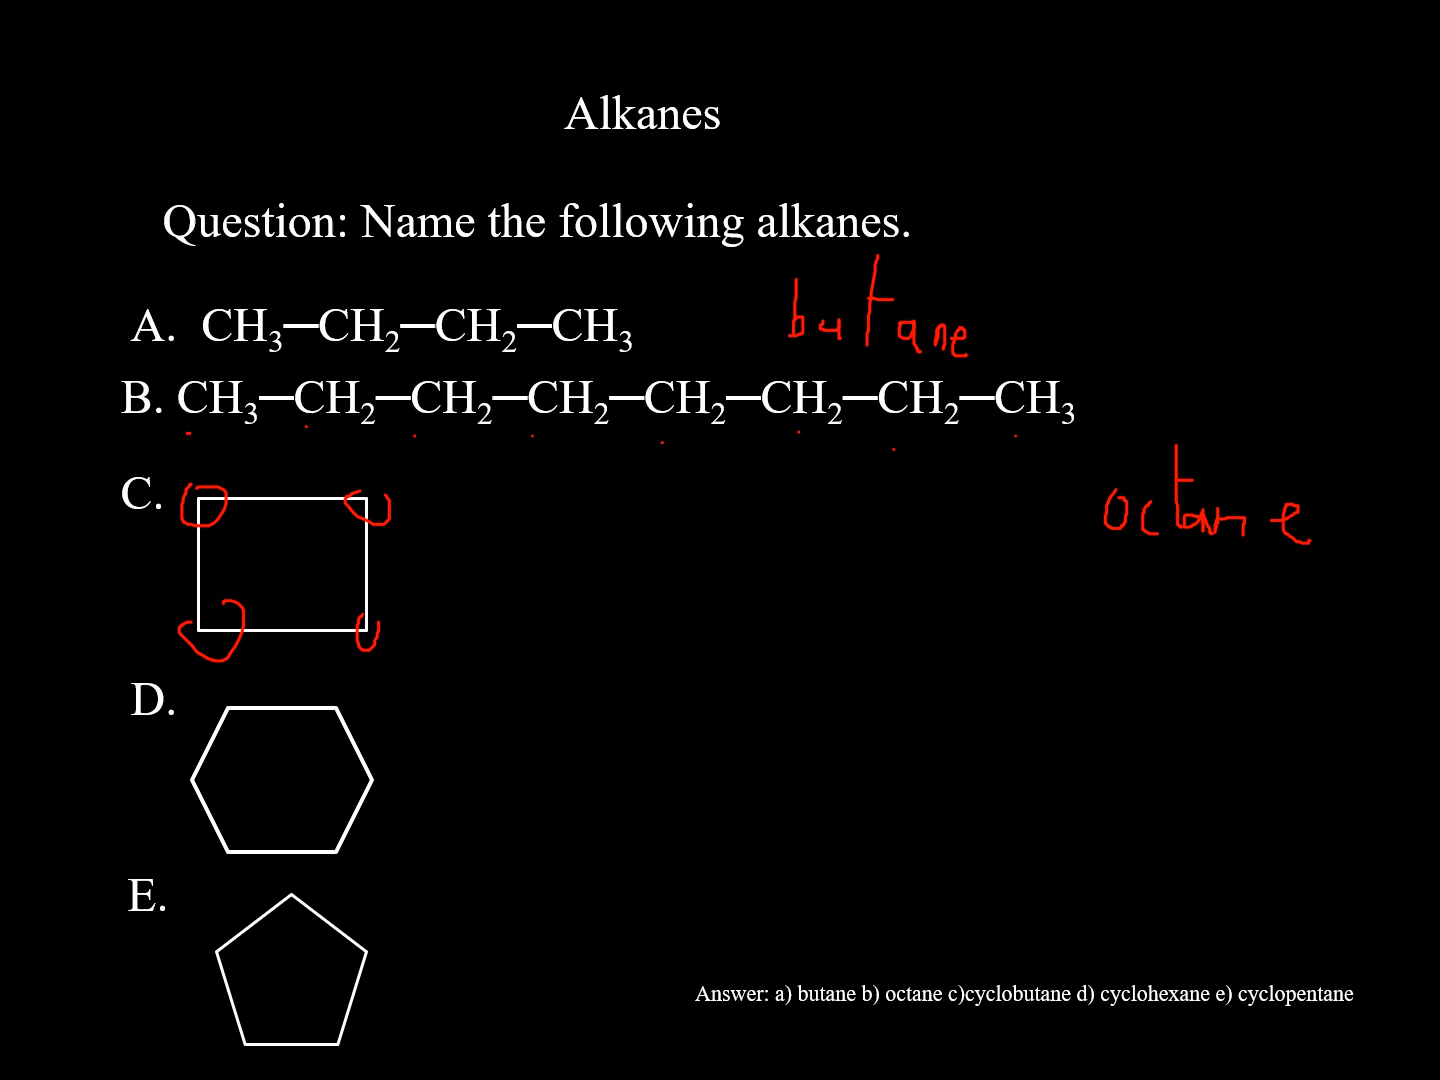 Alkanes
Question: Name the following alkanes.
A. CH₃—CH₂—CH₂—CH₃
butane
B. CH₃—CH₂—CH₂—CH₂—CH₂—CH₂—CH₂—CH₃
octane
C.
D.
E.
Answer: a) butane b) octane c)cyclobutane d) cyclohexane e) cyclopentane